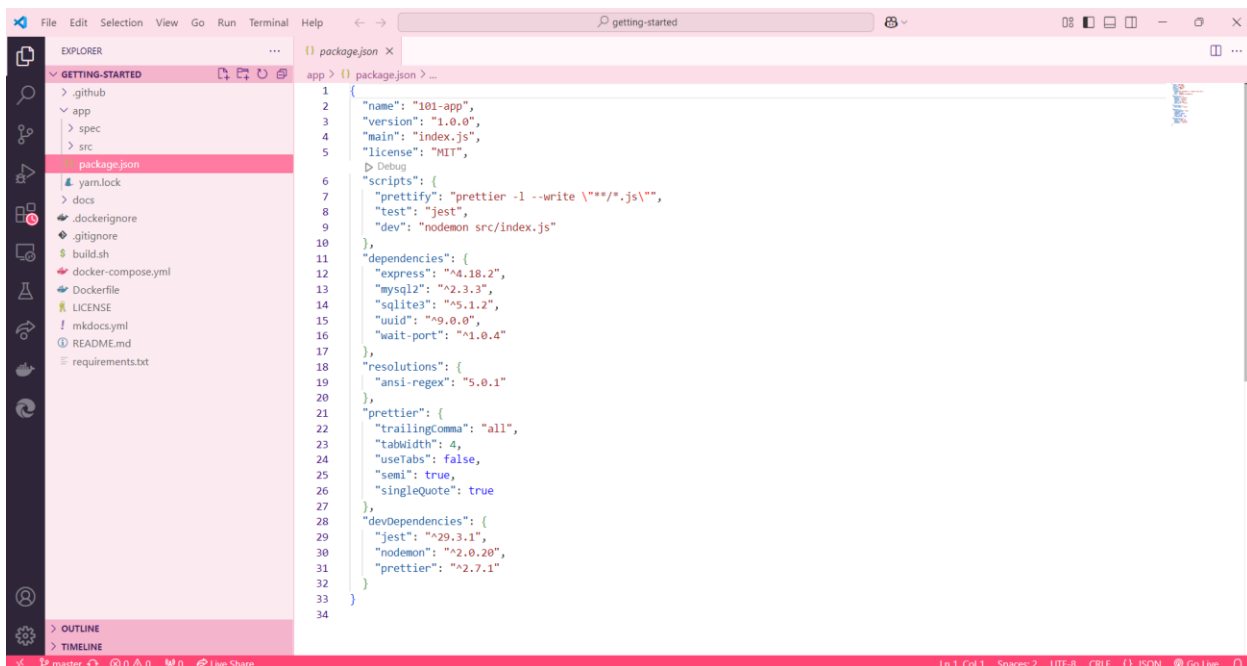 File Edit Selection View Go Run Terminal Help getting-started
EXPLORER
GETTING-STARTED
.github
app
spec
src
package.json
yarn.lock
docs
.dockerignore
.gitignore
build.sh
docker-compose.yml
Dockerfile
LICENSE
mkdocs.yml
README.md
requirements.txt
OUTLINE
TIMELINE
{} package.json
app > {} package.json > ...
1 {
2 "name": "101-app",
3 "version": "1.0.0",
4 "main": "index.js",
5 "license": "MIT",
Debug
6 "scripts": {
7 "prettify": "prettier -l --write \"**/*.js\"",
8 "test": "jest",
9 "dev": "nodemon src/index.js"
10 },
11 "dependencies": {
12 "express": "^4.18.2",
13 "mysql2": "^2.3.3",
14 "sqlite3": "^5.1.2",
15 "uuid": "^9.0.0",
16 "wait-port": "^1.0.4"
17 },
18 "resolutions": {
19 "ansi-regex": "5.0.1"
20 },
21 "prettier": {
22 "trailingComma": "all",
23 "tabWidth": 4,
24 "useTabs": false,
25 "semi": true,
26 "singleQuote": true
27 },
28 "devDependencies": {
29 "jest": "^29.3.1",
30 "nodemon": "^2.0.20",
31 "prettier": "^2.7.1"
32 }
33 }
34
master 0 0 0 Live Share Ln 1, Col 1 Spaces: 2 UTF-8 CRLF {} JSON Go Live